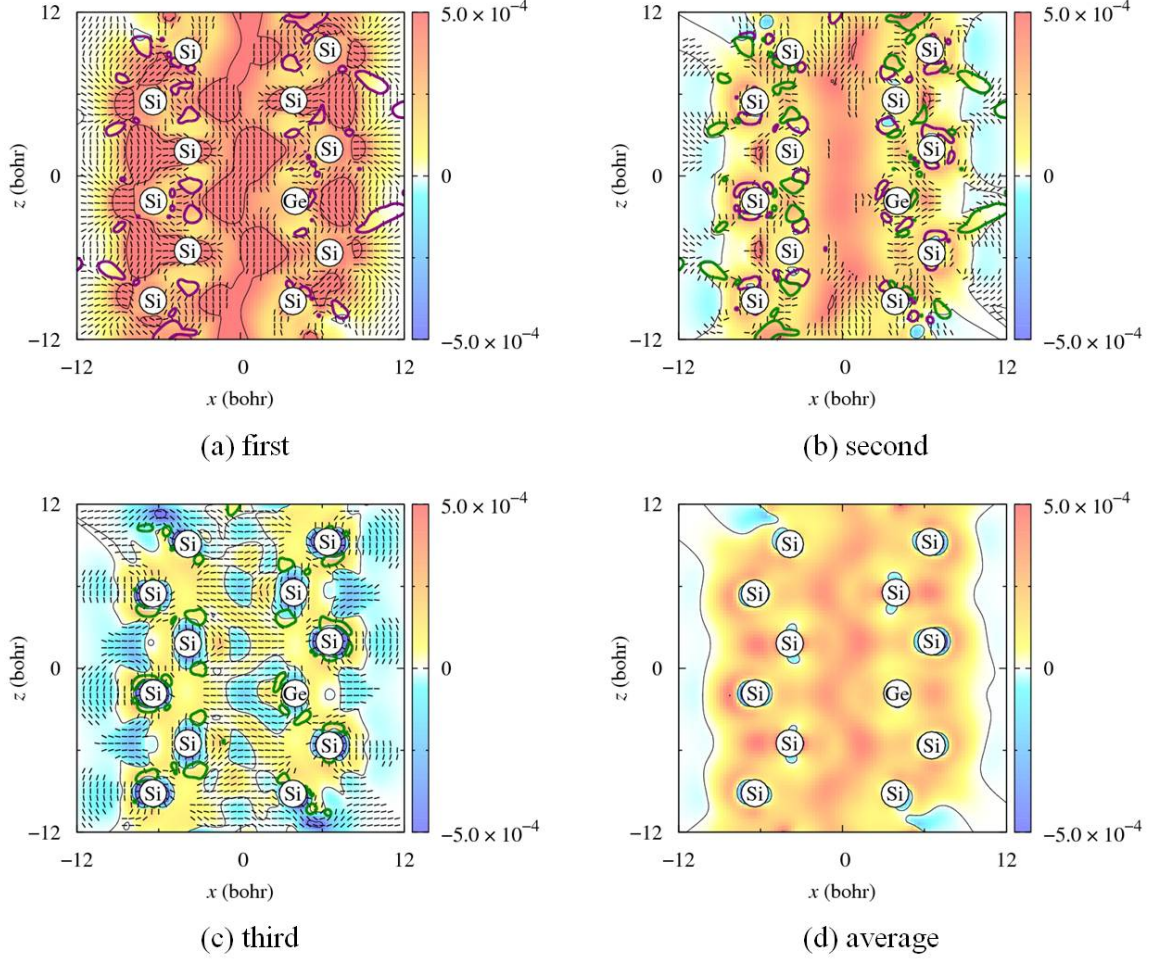 12
5.0 × 10⁻⁴
Si
Si
Si
Si
Si
Si
z (bohr)
0
0
Si
Ge
Si
Si
Si
Si
−12
−5.0 × 10⁻⁴
−12
0
12
x (bohr)
(a) first
12
5.0 × 10⁻⁴
Si
Si
Si
Si
Si
Si
z (bohr)
0
0
Si
Ge
Si
Si
Si
Si
−12
−5.0 × 10⁻⁴
−12
0
12
x (bohr)
(b) second
12
5.0 × 10⁻⁴
Si
Si
Si
Si
Si
Si
z (bohr)
0
0
Si
Ge
Si
Si
Si
Si
−12
−5.0 × 10⁻⁴
−12
0
12
x (bohr)
(c) third
12
5.0 × 10⁻⁴
Si
Si
Si
Si
Si
Si
z (bohr)
0
0
Si
Ge
Si
Si
Si
Si
−12
−5.0 × 10⁻⁴
−12
0
12
x (bohr)
(d) average